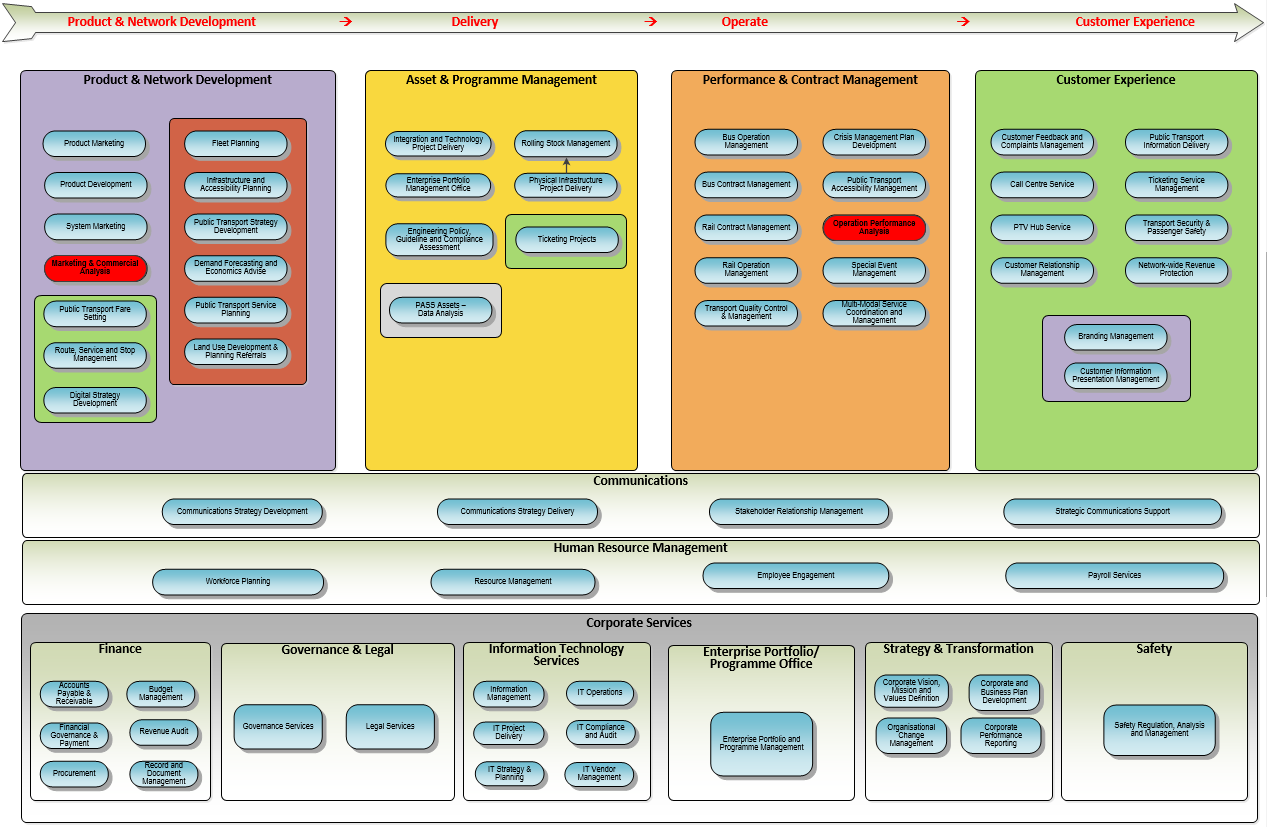 Product & Network Development → Delivery → Operate → Customer Experience
Product & Network Development
Product Marketing
Product Development
System Marketing
Marketing & Commercial
Analysis
Public Transport Fare
Setting
Route, Service and Stop
Management
Digital Strategy
Development
Fleet Planning
Infrastructure and
Accessibility Planning
Public Transport Strategy
Development
Demand Forecasting and
Economics Advise
Public Transport Service
Planning
Land Use Development &
Planning Referrals
Asset & Programme Management
Integration and Technology
Project Delivery
Rolling Stock Management
Enterprise Portfolio
Management Office
Physical Infrastructure
Project Delivery
Engineering Policy,
Guideline and Compliance
Assessment
Ticketing Projects
PASS Assets –
Data Analysis
Performance & Contract Management
Bus Operation
Management
Crisis Management Plan
Development
Bus Contract Management
Public Transport
Accessibility Management
Rail Contract Management
Operation Performance
Analysis
Rail Operation
Management
Special Event
Management
Transport Quality Control
& Management
Multi-Modal Service
Coordination and
Management
Customer Experience
Customer Feedback and
Complaints Management
Public Transport
Information Delivery
Call Centre Service
Ticketing Service
Management
PTV Hub Service
Transport Security &
Passenger Safety
Customer Relationship
Management
Network-wide Revenue
Protection
Branding Management
Customer Information
Presentation Management
Communications
Communications Strategy Development
Communications Strategy Delivery
Stakeholder Relationship Management
Strategic Communications Support
Human Resource Management
Workforce Planning
Resource Management
Employee Engagement
Payroll Services
Corporate Services
Finance
Accounts
Payable &
Receivable
Budget
Management
Financial
Governance &
Payment
Revenue Audit
Procurement
Record and
Document
Management
Governance & Legal
Governance Services
Legal Services
Information Technology
Services
Information
Management
IT Operations
IT Project
Delivery
IT Compliance
and Audit
IT Strategy &
Planning
IT Vendor
Management
Enterprise Portfolio/
Programme Office
Enterprise Portfolio and
Programme Management
Strategy & Transformation
Corporate Vision,
Mission and
Values Definition
Corporate and
Business Plan
Development
Organisational
Change
Management
Corporate
Performance
Reporting
Safety
Safety Regulation, Analysis
and Management